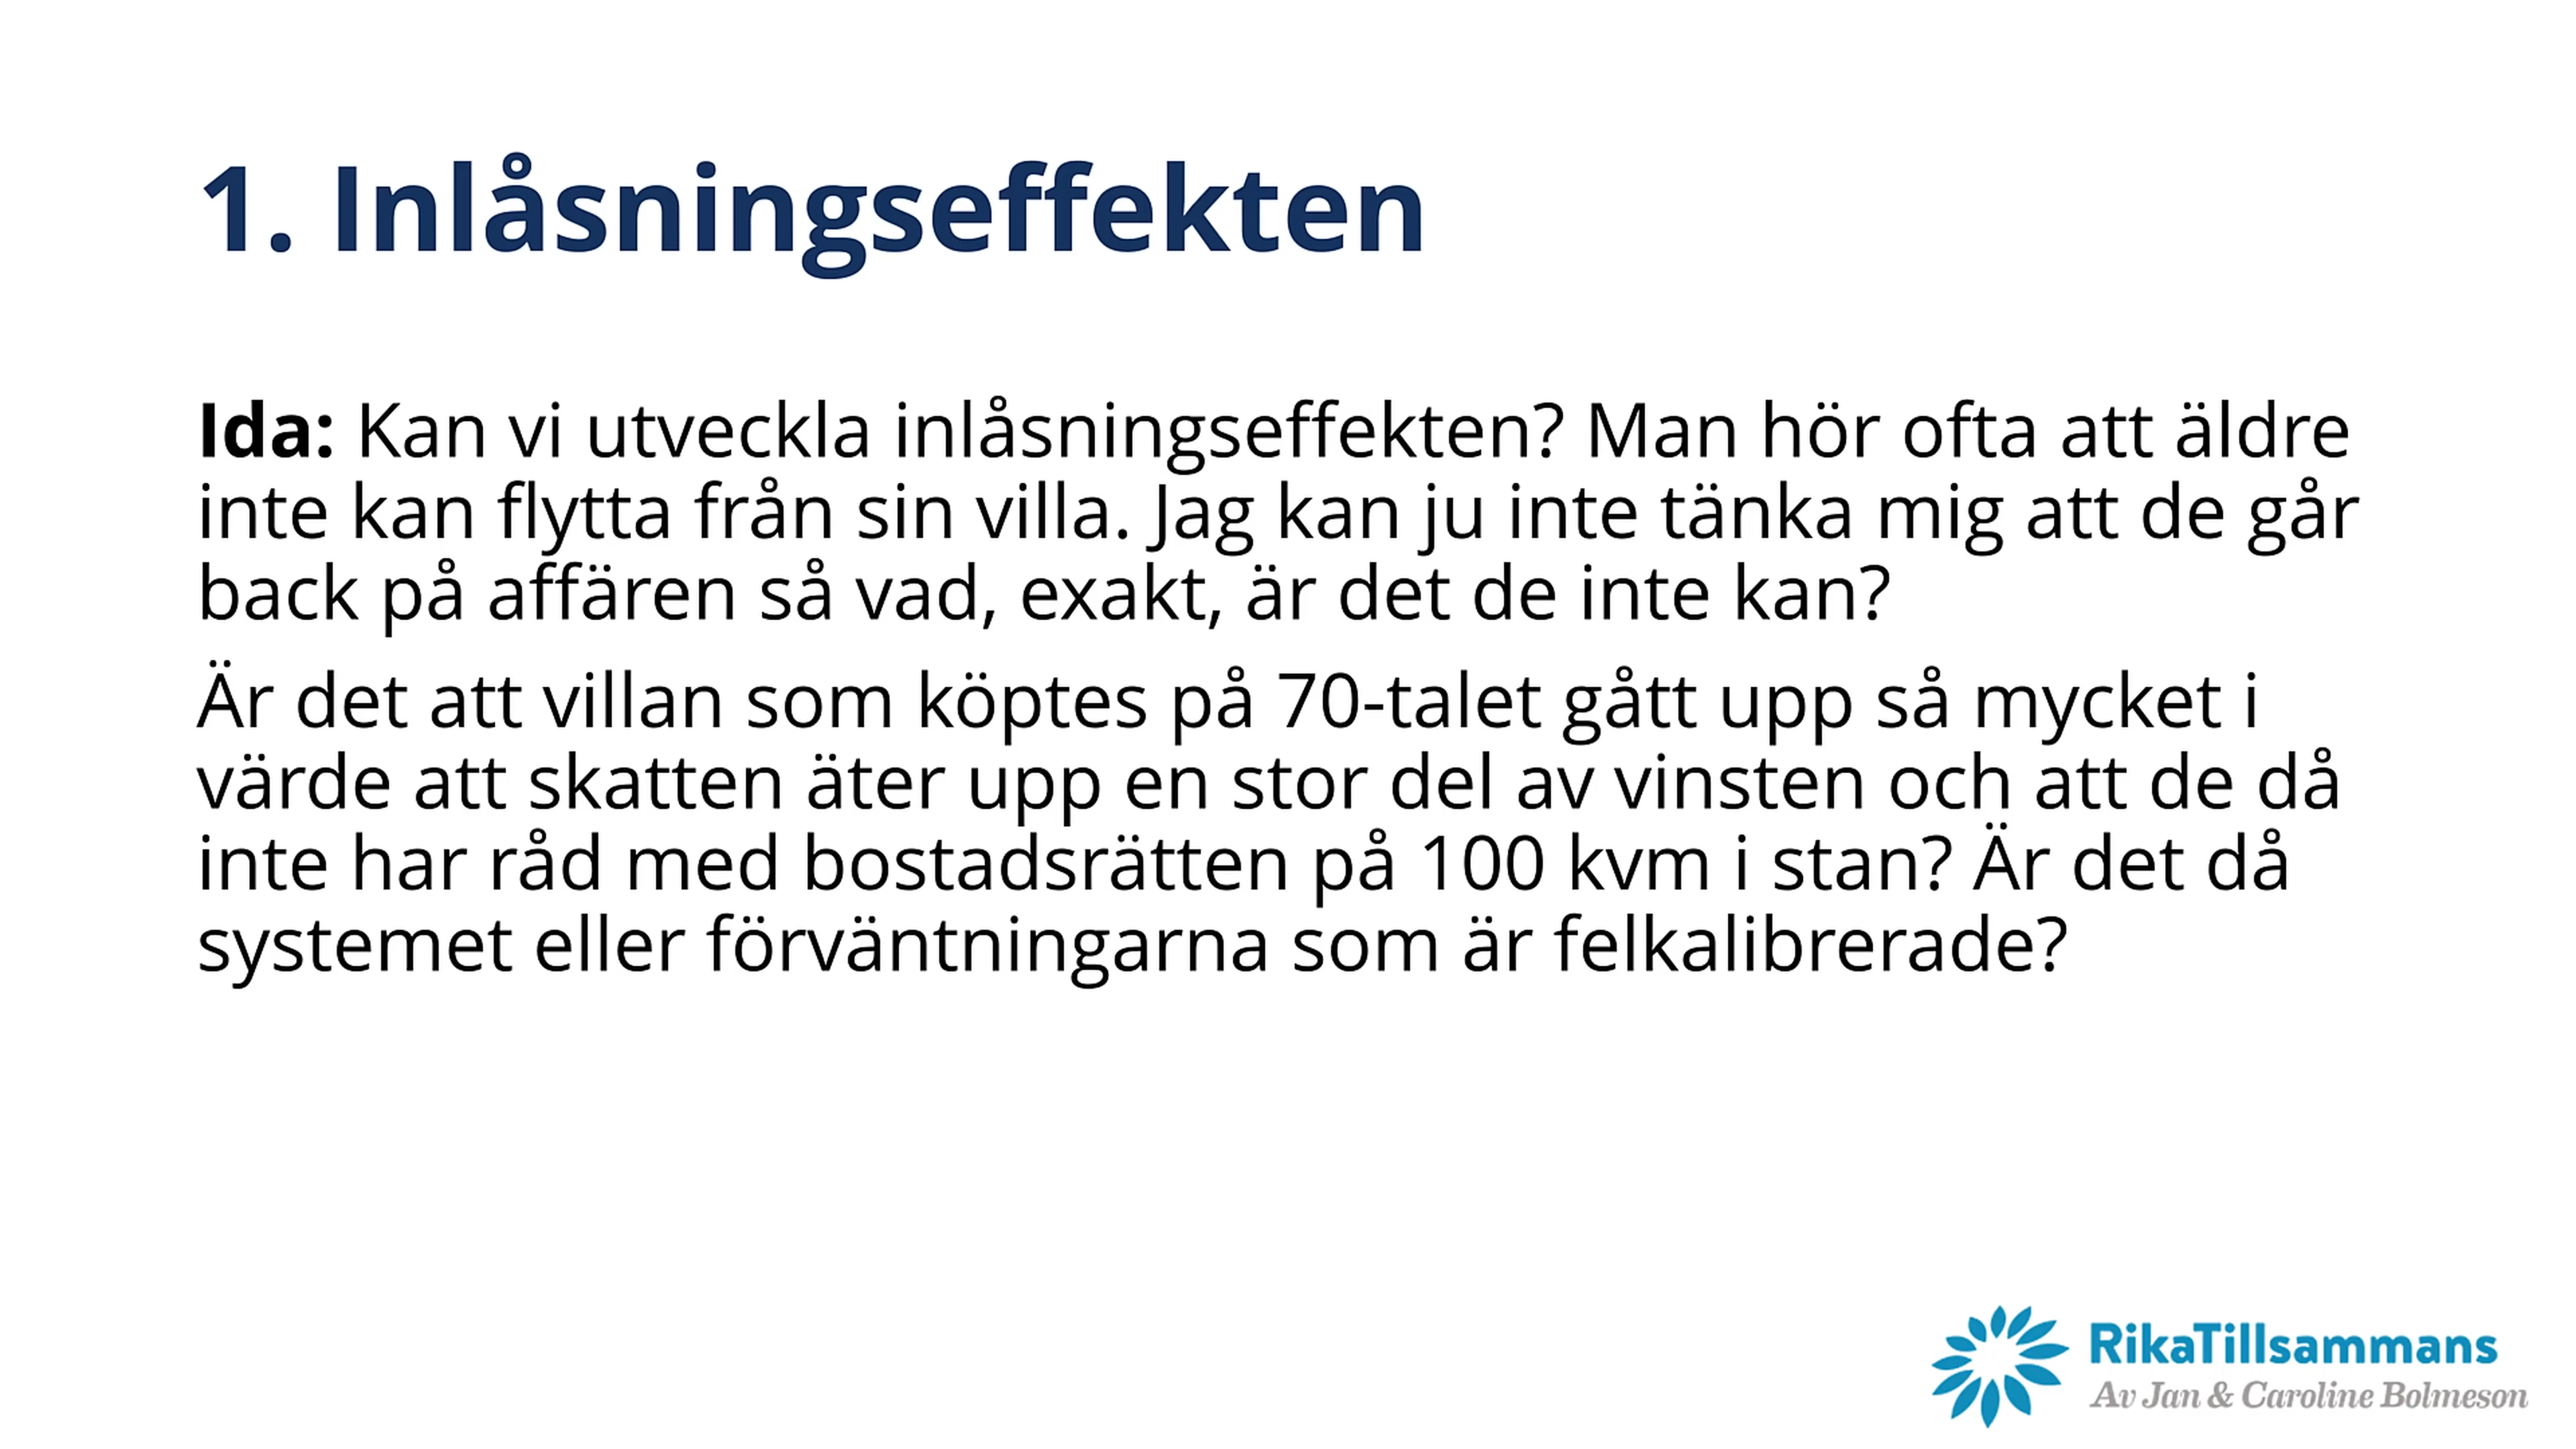 1. Inlåsningseffekten
Ida: Kan vi utveckla inlåsningseffekten? Man hör ofta att äldre
inte kan flytta från sin villa. Jag kan ju inte tänka mig att de går
back på affären så vad, exakt, är det de inte kan?
Är det att villan som köptes på 70-talet gått upp så mycket i
värde att skatten äter upp en stor del av vinsten och att de då
inte har råd med bostadsrätten på 100 kvm i stan? Är det då
systemet eller förväntningarna som är felkalibrerade?
RikaTillsammans
Av Jan & Caroline Bolmeson